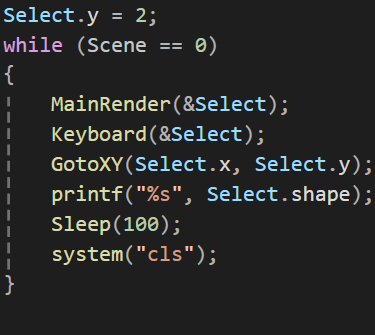 Select.y = 2;
while (Scene == 0)
{
    MainRender(&Select);
    Keyboard(&Select);
    GotoXY(Select.x, Select.y);
    printf("%s", Select.shape);
    Sleep(100);
    system("cls");
}